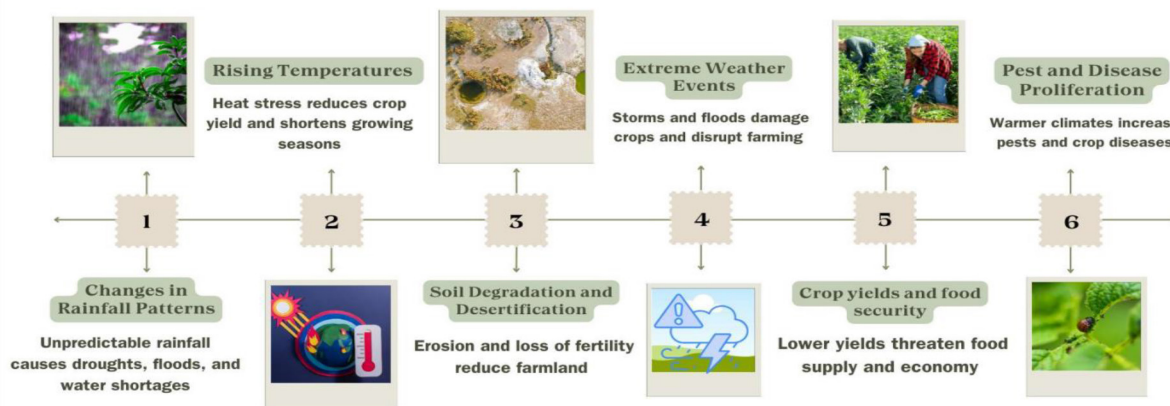 1
Changes in
Rainfall Patterns
Unpredictable rainfall
causes droughts, floods, and
water shortages
Rising Temperatures
Heat stress reduces crop
yield and shortens growing
seasons
2
3
Soil Degradation and
Desertification
Erosion and loss of fertility
reduce farmland
Extreme Weather
Events
Storms and floods damage
crops and disrupt farming
4
5
Crop yields and food
security
Lower yields threaten food
supply and economy
Pest and Disease
Proliferation
Warmer climates increas
pests and crop diseases
6